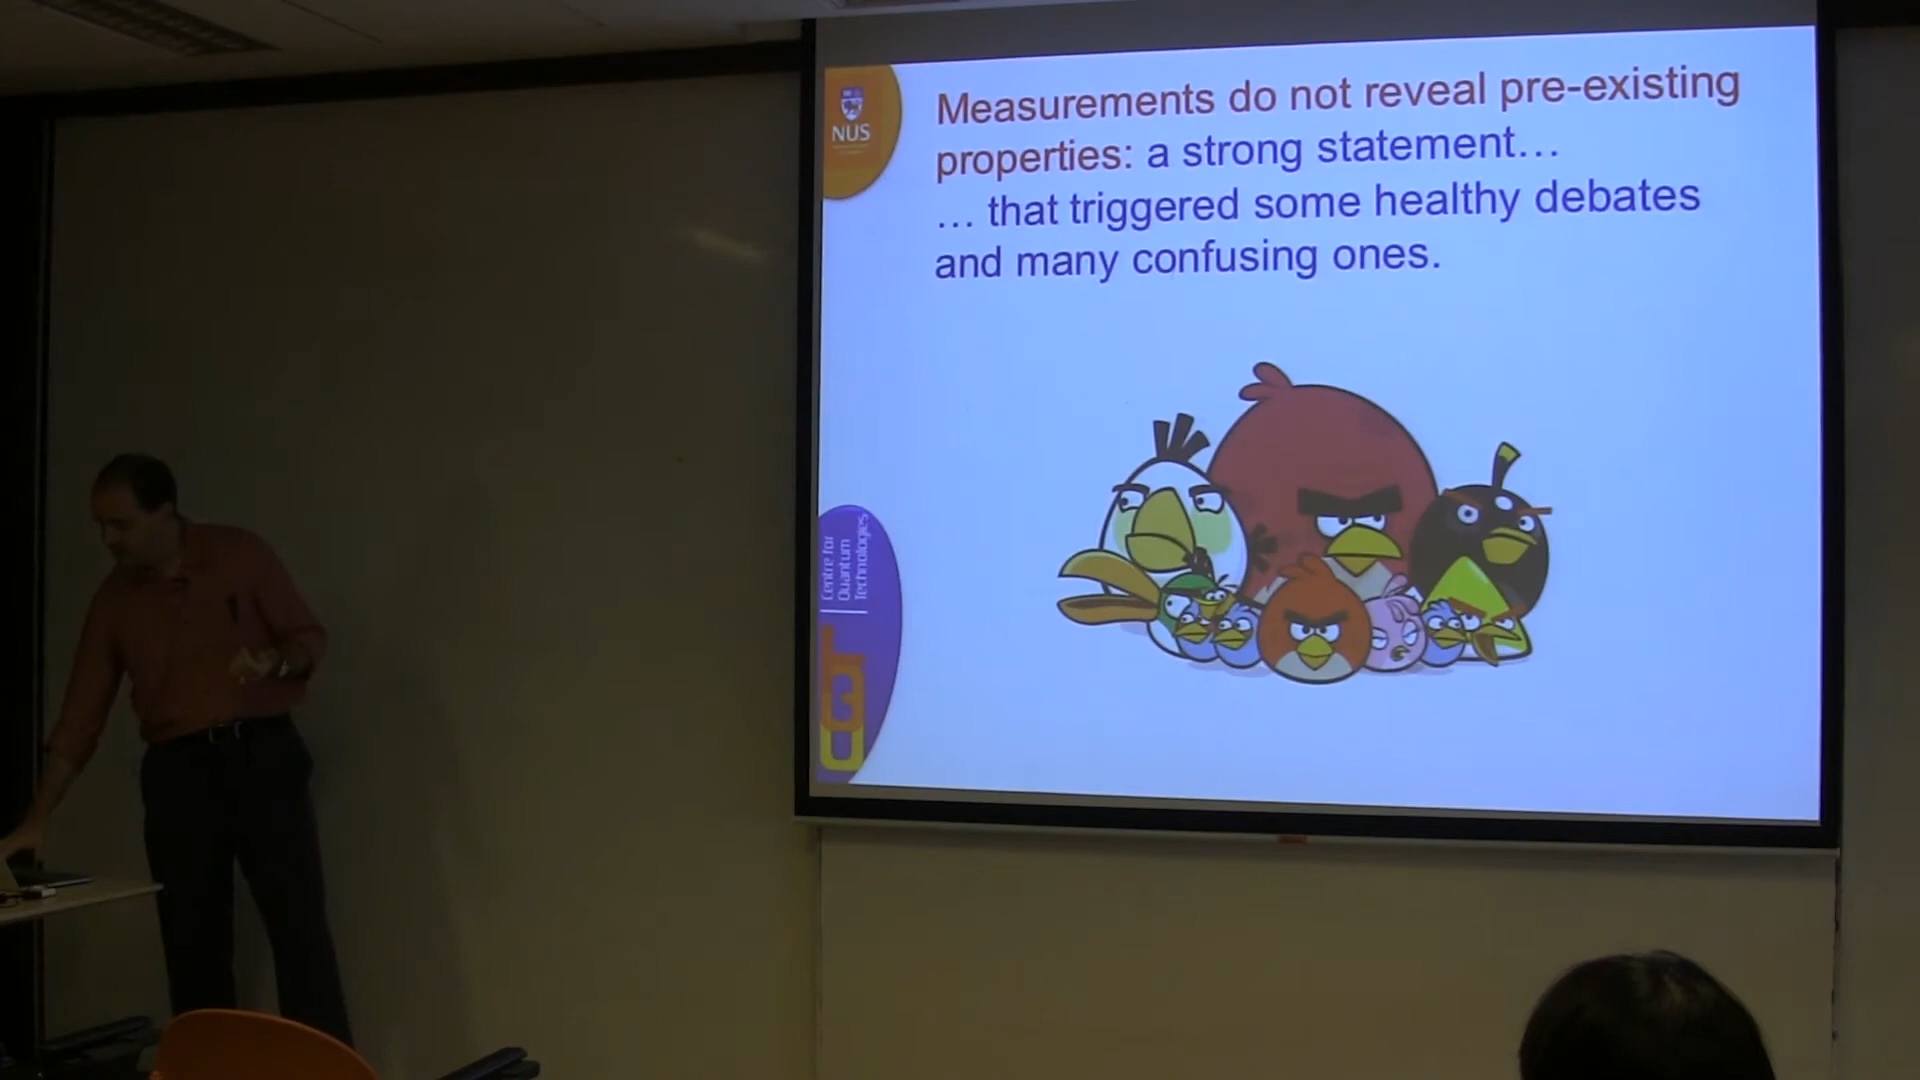 Measurements do not reveal pre-existing
properties: a strong statement…
… that triggered some healthy debates
and many confusing ones.
NUS
Centre for
Quantum
Technologies